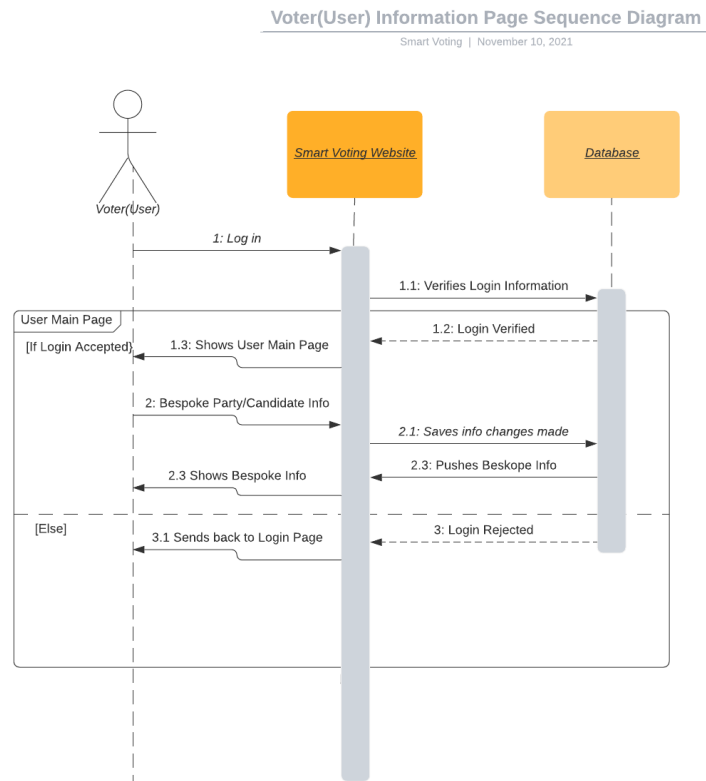 Voter(User) Information Page Sequence Diagram
Smart Voting | November 10, 2021
Smart Voting Website
Database
Voter(User)
1: Log in
1.1: Verifies Login Information
User Main Page
1.2: Login Verified
[If Login Accepted}
1.3: Shows User Main Page
2: Bespoke Party/Candidate Info
2.1: Saves info changes made
2.3: Pushes Beskope Info
2.3 Shows Bespoke Info
[Else]
3: Login Rejected
3.1 Sends back to Login Page